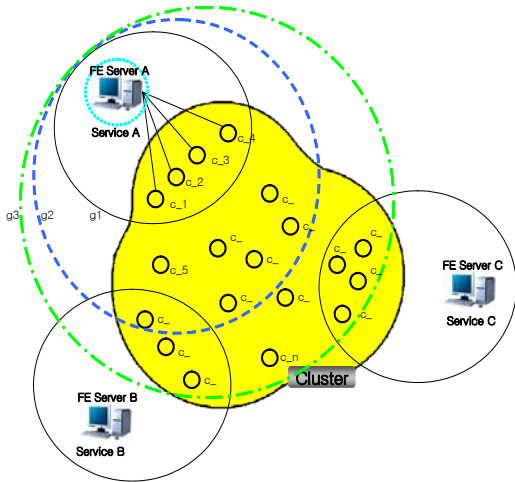 FE Server A
Service A
c_4
c_3
c_2
c_1
g3
g2
g1
c_
c_
c_
c_
c_
c_
c_
c_5
c_
c_
c_
c_
c_
c_
c_n
c_
Cluster
FE Server C
Service C
FE Server B
Service B